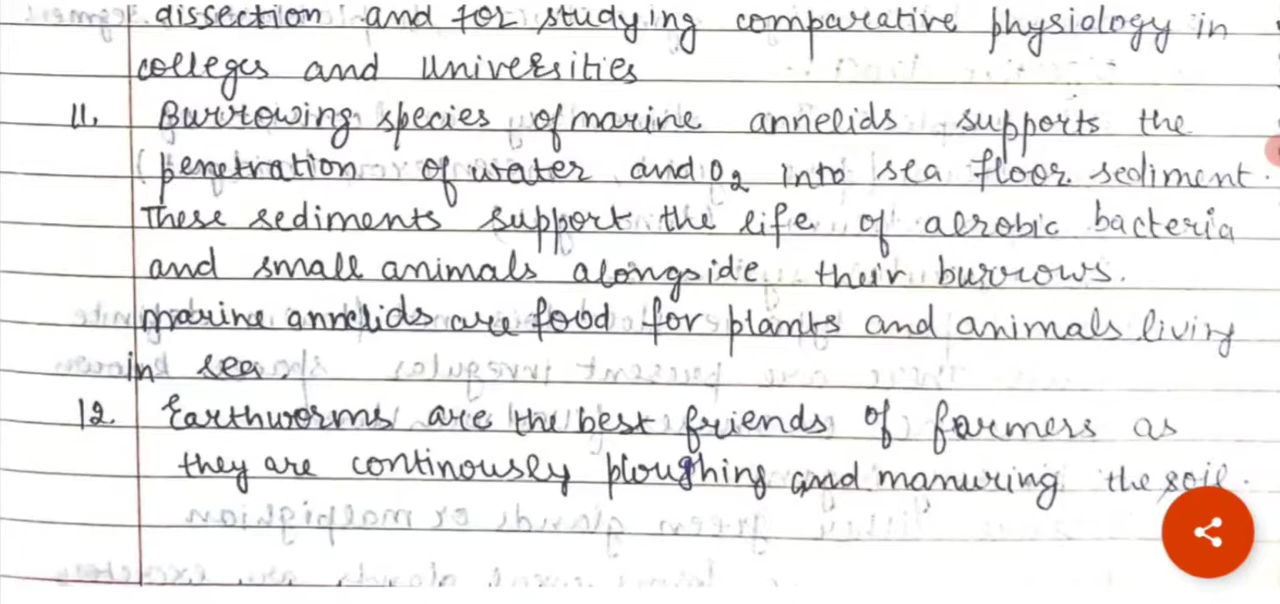 dissection and for studying comparative physiology in
colleges and Universities
11. Burrowing species of marine annelids supports the
penetration of water and O2 into sea floor sediment.
These sediments support the life of aerobic bacteria
and small animals alongside their burrows.
Marine annelids are food for plants and animals living
in sea.
12. Earthworms are the best friends of farmers as
they are continously ploughing and manuring the soil.